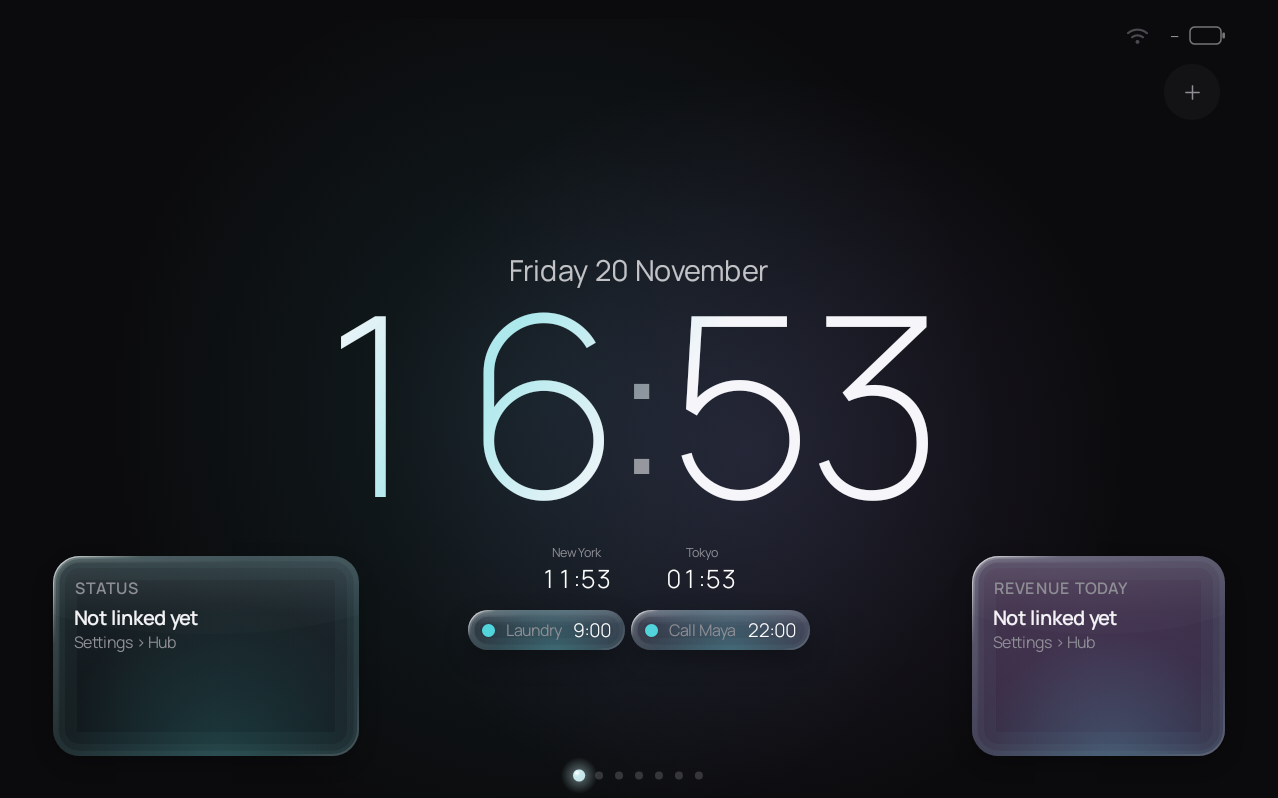 –
+
Friday 20 November
16:53
New York
11:53
Tokyo
01:53
STATUS
Not linked yet
Settings > Hub
Laundry 9:00
Call Maya 22:00
REVENUE TODAY
Not linked yet
Settings > Hub